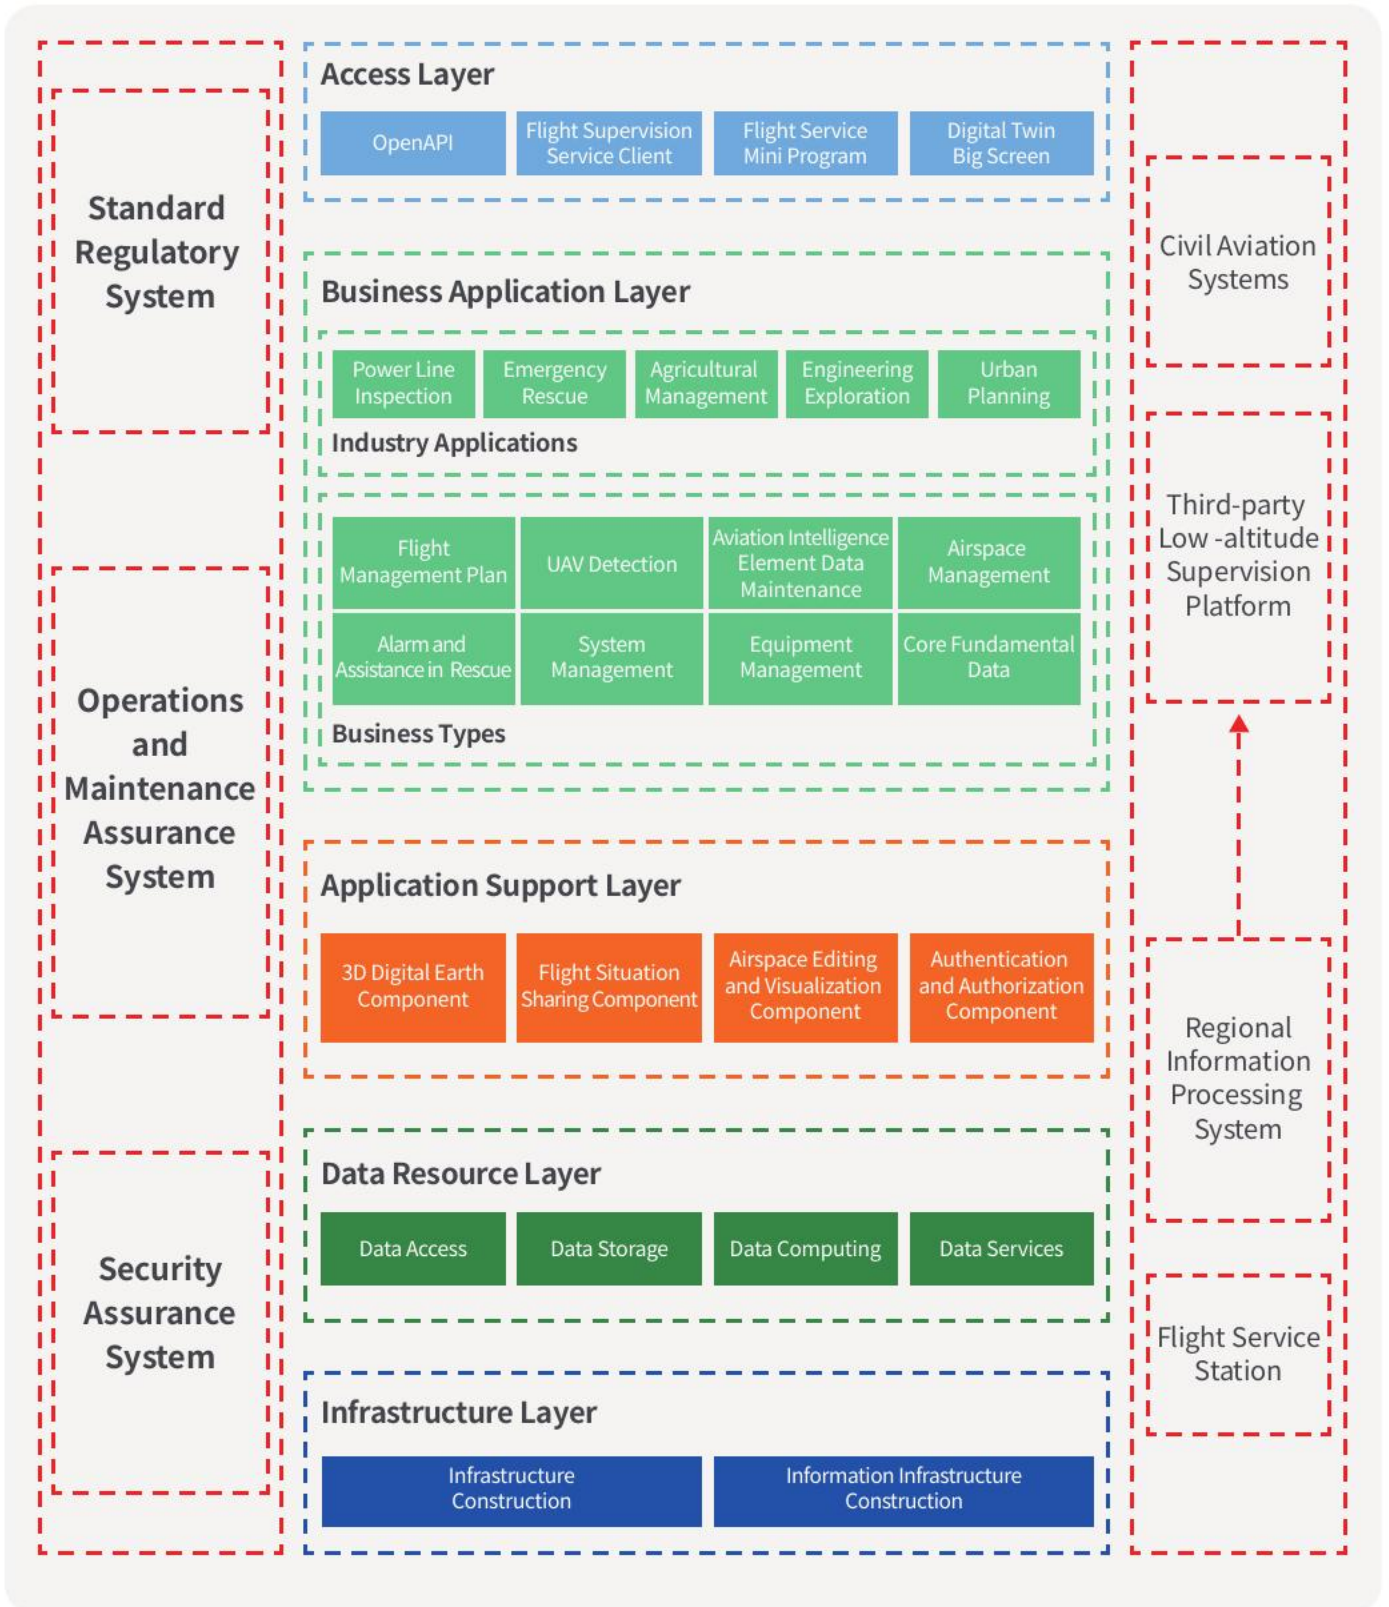 Standard
Regulatory
System
Operations
and
Maintenance
Assurance
System
Security
Assurance
System
Access Layer
OpenAPI
Flight Supervision
Service Client
Flight Service
Mini Program
Digital Twin
Big Screen
Business Application Layer
Power Line
Inspection
Emergency
Rescue
Agricultural
Management
Engineering
Exploration
Urban
Planning
Industry Applications
Flight
Management Plan
UAV Detection
Aviation Intelligence
Element Data
Maintenance
Airspace
Management
Alarm and
Assistance in Rescue
System
Management
Equipment
Management
Core Fundamental
Data
Business Types
Application Support Layer
3D Digital Earth
Component
Flight Situation
Sharing Component
Airspace Editing
and Visualization
Component
Authentication
and Authorization
Component
Data Resource Layer
Data Access
Data Storage
Data Computing
Data Services
Infrastructure Layer
Infrastructure
Construction
Information Infrastructure
Construction
Civil Aviation
Systems
Third-party
Low -altitude
Supervision
Platform
Regional
Information
Processing
System
Flight Service
Station